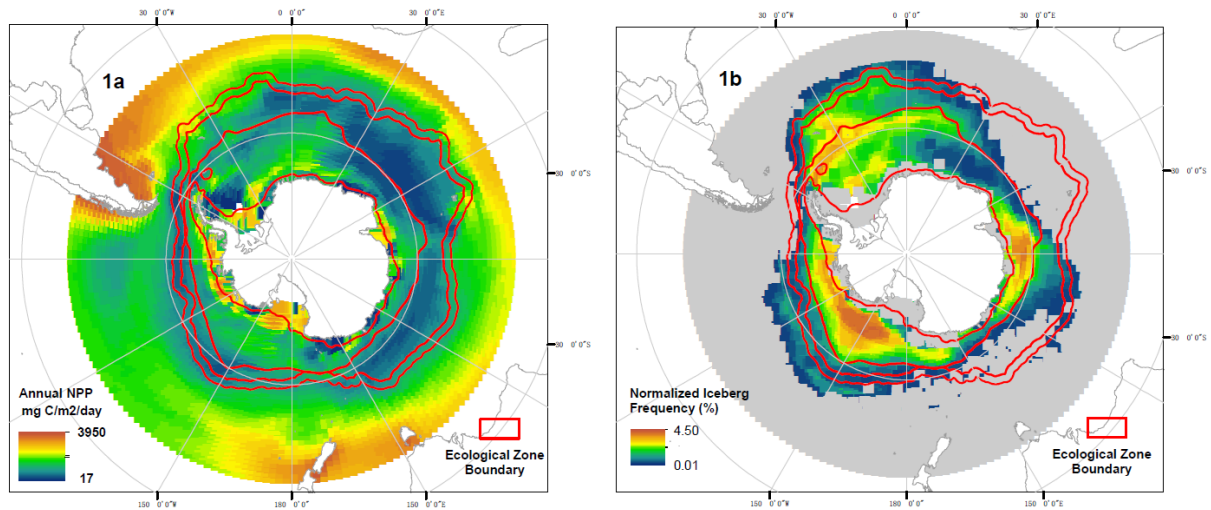 30 0'0"W
0 0'0"
30 0'0"E
1a
30 0'0"S
30 0'0"S
Annual NPP
mg C/m2/day
3950
17
Ecological Zone
Boundary
150 0'0"W
180 0'0"
150 0'0"E
30 0'0"W
0 0'0"
30 0'0"E
1b
30 0'0"S
30 0'0"S
Normalized Iceberg
Frequency (%)
4.50
0.01
Ecological Zone
Boundary
150 0'0"W
180 0'0"
150 0'0"E